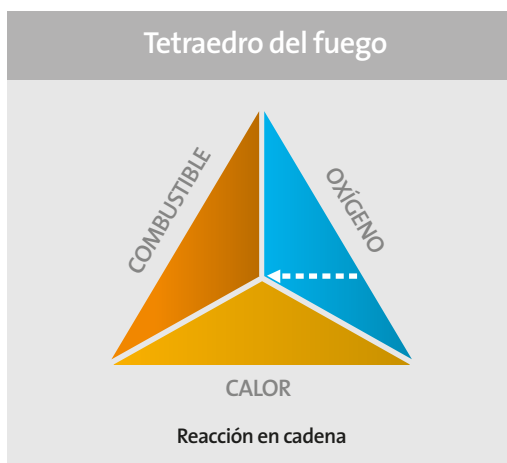 Tetraedro del fuego
COMBUSTIBLE
OXÍGENO
CALOR
Reacción en cadena